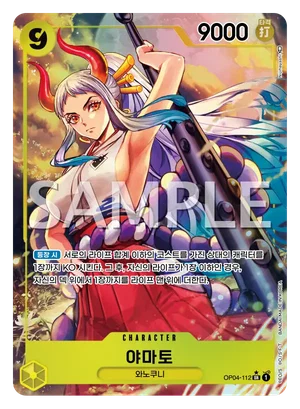 9
9000
打
SAMPLE
등장 시 서로의 라이프 합계 이하의 코스트를 가진 상대의 캐릭터를
1장까지 KO 시킨다. 그 후, 자신의 라이프가 1장 이하인 경우,
자신의 덱 위에서 1장까지를 라이프 맨 위에 더한다.
CHARACTER
야마토
와노쿠니
OP04-112 SR 1